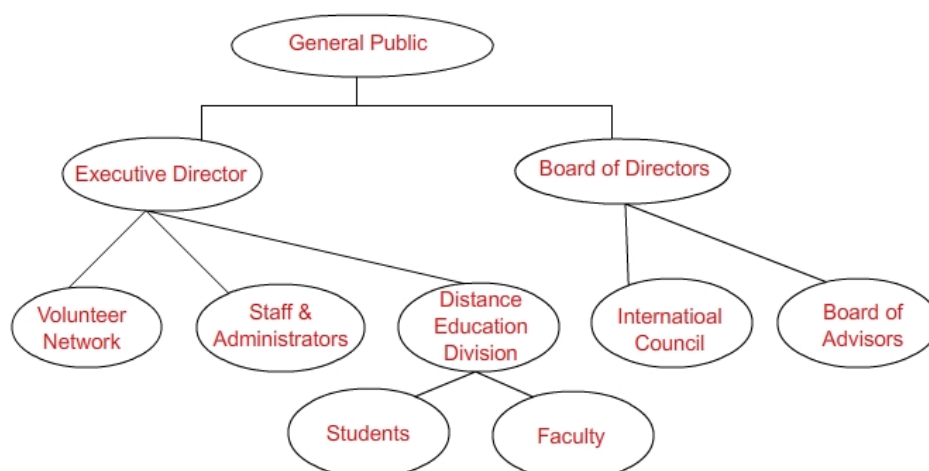 General Public
Executive Director
Board of Directors
Volunteer
Network
Staff &
Administrators
Distance
Education
Division
Internatioal
Council
Board of
Advisors
Students
Faculty